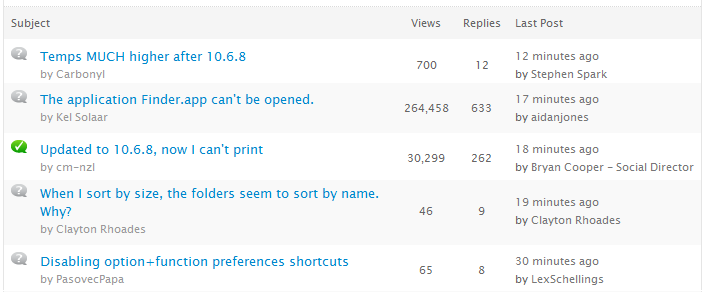 Subject Views Replies Last Post
Temps MUCH higher after 10.6.8
by Carbonyl
700 12
12 minutes ago
by Stephen Spark
The application Finder.app can't be opened.
by Kel Solaar
264,458 633
17 minutes ago
by aidanjones
Updated to 10.6.8, now I can't print
by cm-nzl
30,299 262
18 minutes ago
by Bryan Cooper - Social Director
When I sort by size, the folders seem to sort by name.
Why?
by Clayton Rhoades
46 9
19 minutes ago
by Clayton Rhoades
Disabling option+function preferences shortcuts
by PasovecPapa
65 8
30 minutes ago
by LexSchellings